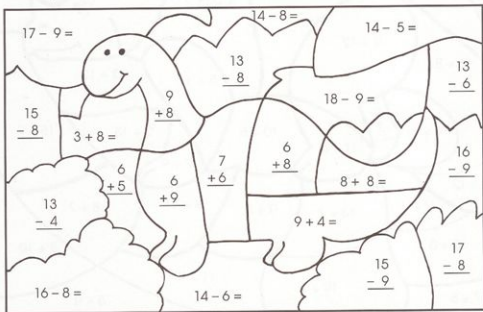 17 – 9 =
14 – 8 =
14 – 5 =
13
– 8
13
– 6
9
+ 8
18 – 9 =
15
– 8
3 + 8 =
6
+ 5
6
+ 9
7
+ 6
6
+ 8
8 + 8 =
16
– 9
13
– 4
9 + 4 =
16 – 8 =
14 – 6 =
15
– 9
17
– 8